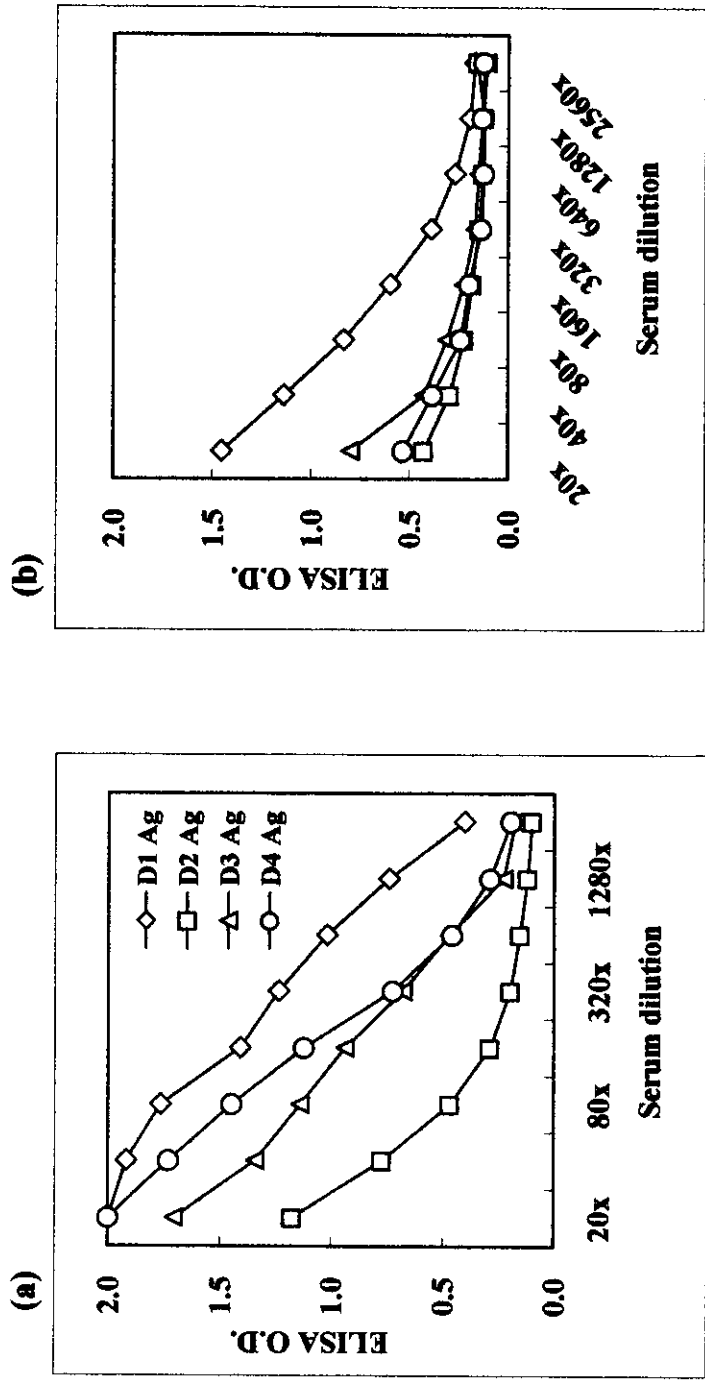 (a)
2.0
1.5
1.0
0.5
0.0
ELISA O.D.
D1 Ag
D2 Ag
D3 Ag
D4 Ag
20x
80x
320x
1280x
Serum dilution
(b)
2.0
1.5
1.0
0.5
0.0
ELISA O.D.
20x
40x
80x
160x
320x
640x
1280x
2560x
Serum dilution